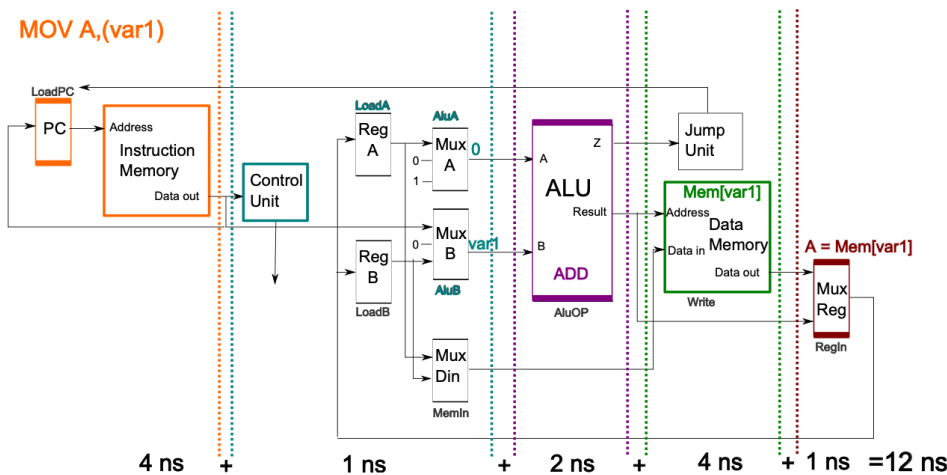 MOV A,(var1)
LoadPC
PC
Address
Instruction
Memory
Data out
Control
Unit
LoadA
Reg
A
AluA
Mux
A
0
1
0
Mux
B
0
var1
AluB
Reg
B
LoadB
Mux
Din
MemIn
A
Z
ALU
Result
B
ADD
AluOP
Jump
Unit
Mem[var1]
Address
Data
Memory
Data in
Data out
Write
A = Mem[var1]
Mux
Reg
RegIn
4 ns + 1 ns + 2 ns + 4 ns + 1 ns =12 ns